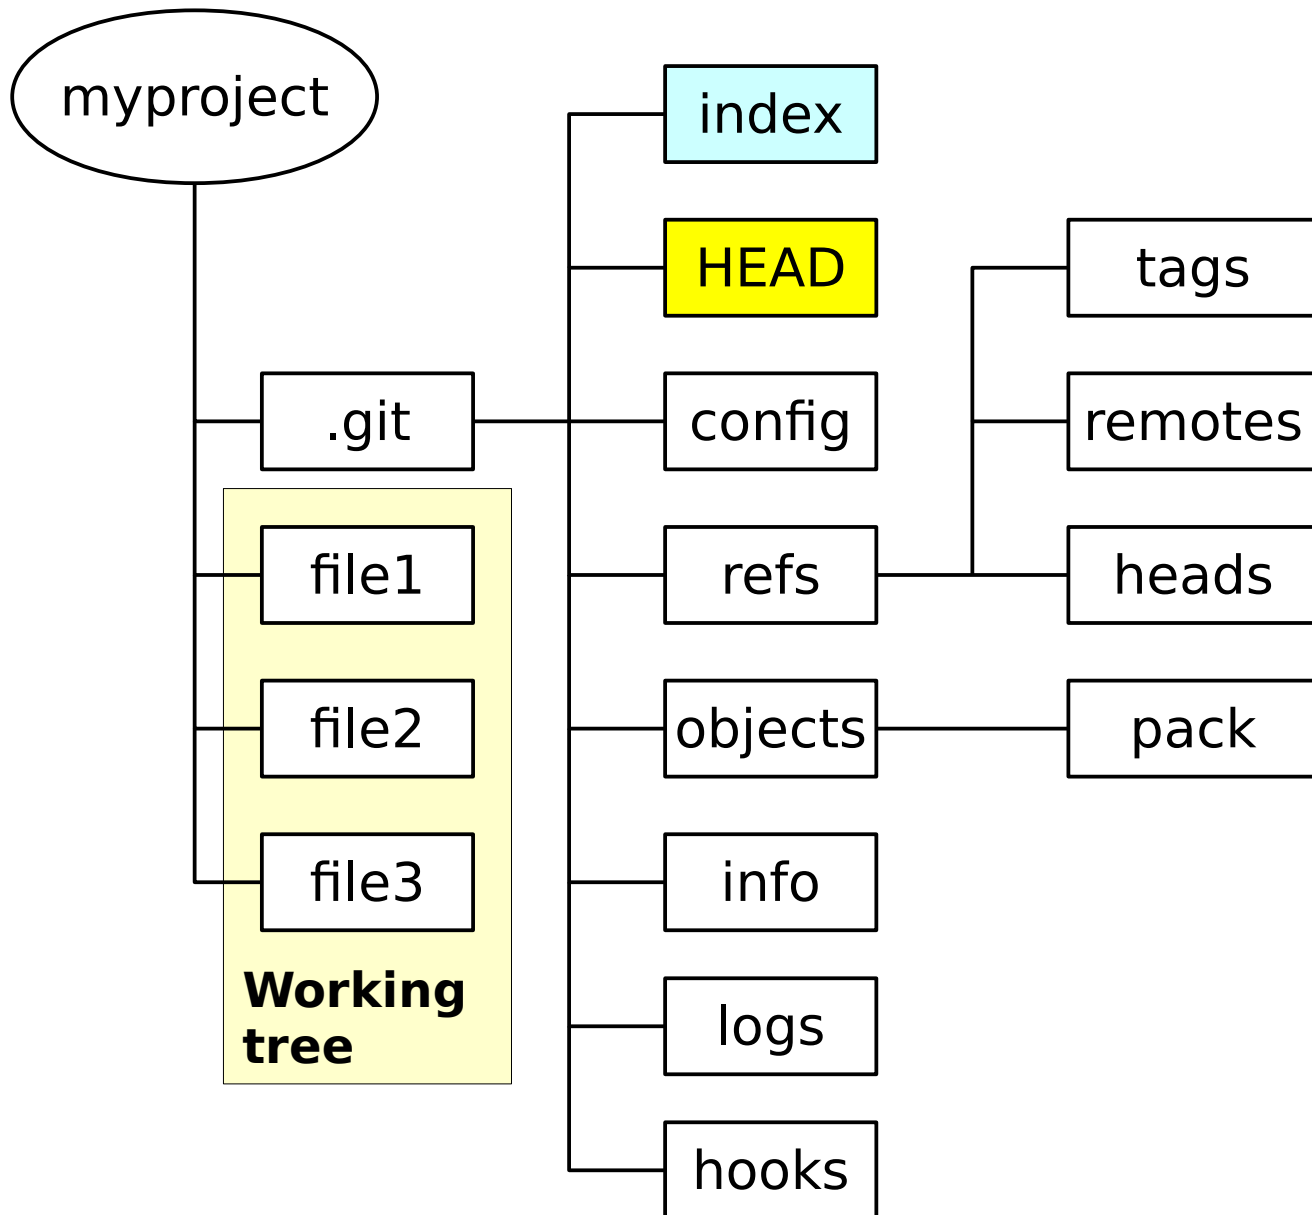 myproject
index
HEAD
tags
.git
config
remotes
file1
refs
heads
file2
objects
pack
file3
info
Working
tree
logs
hooks